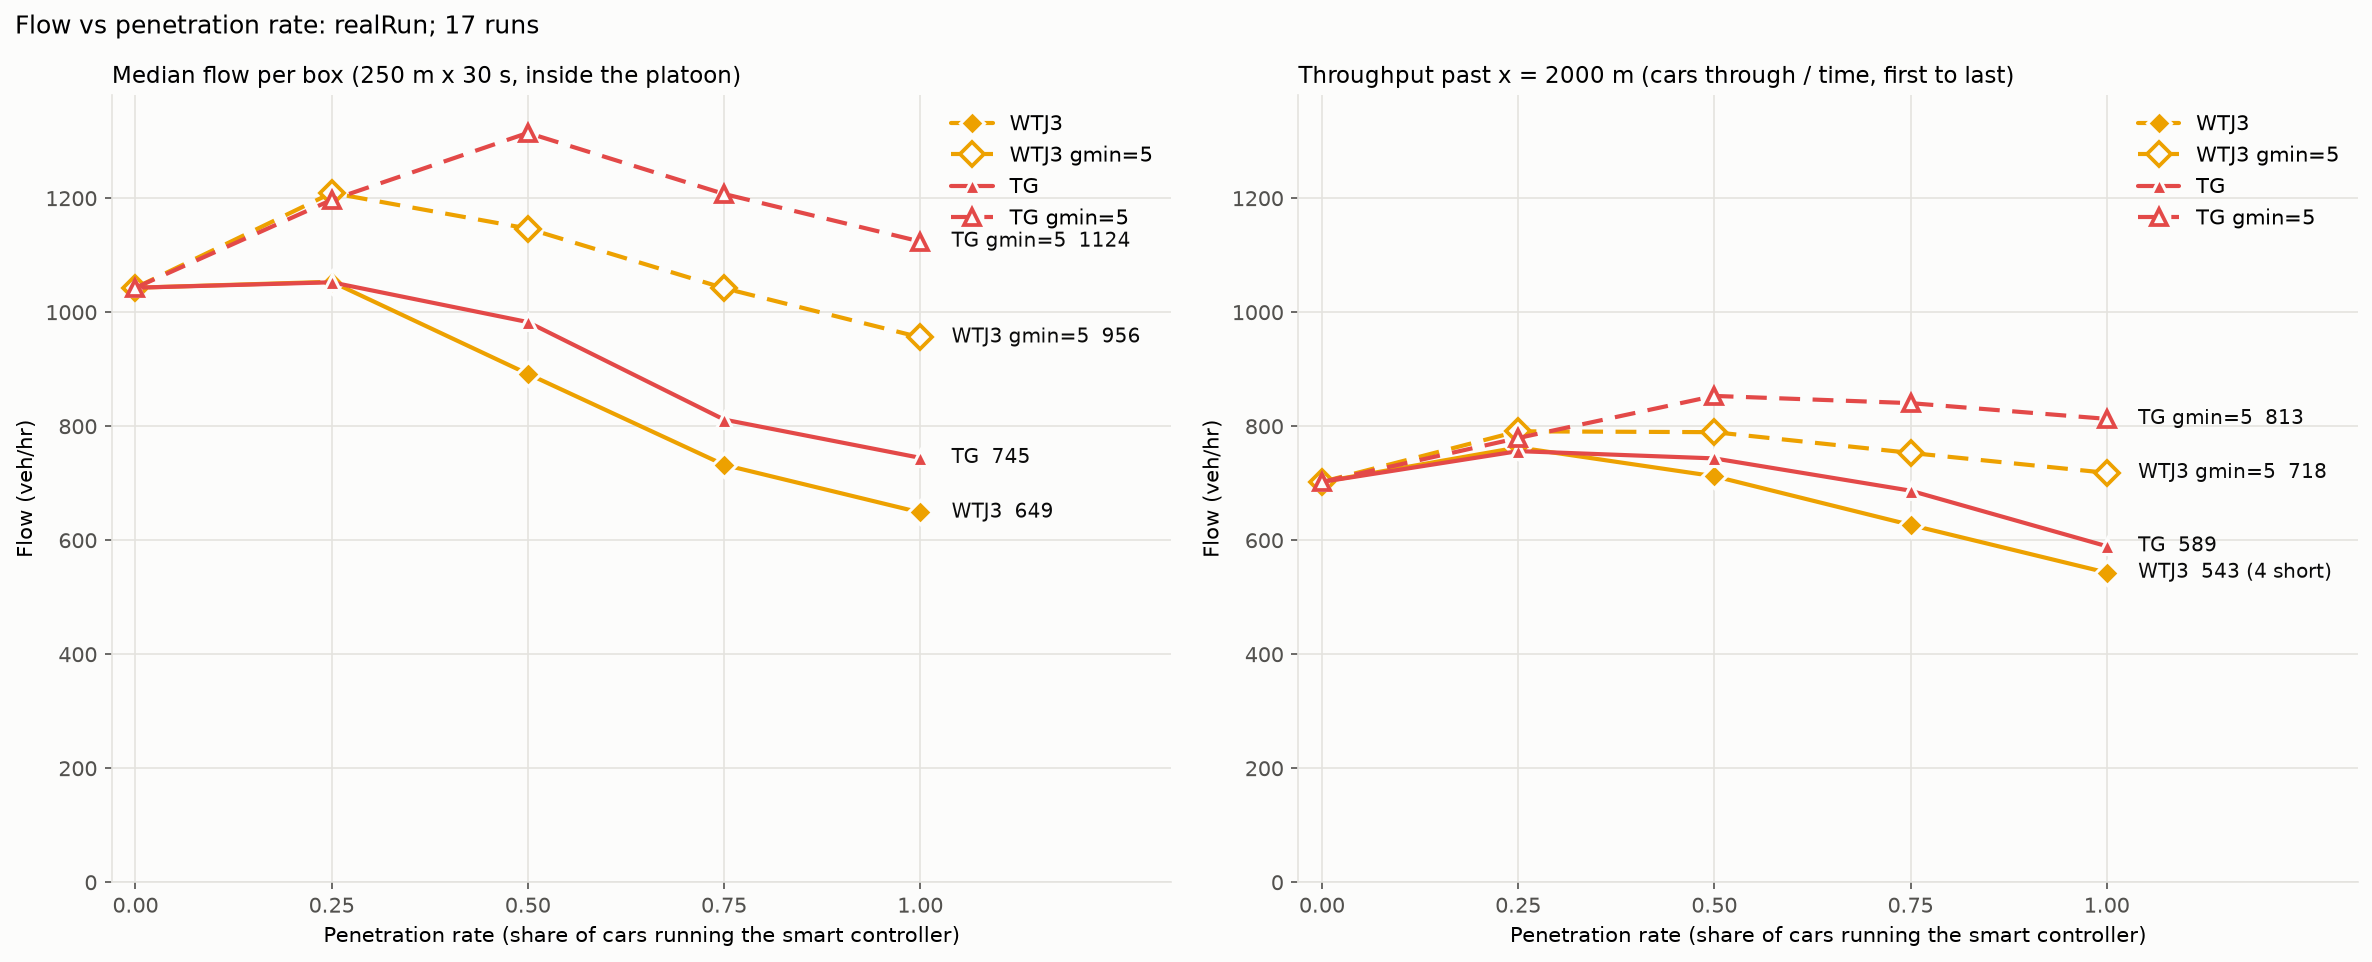 Flow vs penetration rate: realRun; 17 runs
Median flow per box (250 m x 30 s, inside the platoon)
WTJ3
WTJ3 gmin=5
TG
TG gmin=5
TG gmin=5  1124
WTJ3 gmin=5  956
TG  745
WTJ3  649
Flow (veh/hr)
1200
1000
800
600
400
200
0
0.00
0.25
0.50
0.75
1.00
Penetration rate (share of cars running the smart controller)
Throughput past x = 2000 m (cars through / time, first to last)
WTJ3
WTJ3 gmin=5
TG
TG gmin=5
TG gmin=5  813
WTJ3 gmin=5  718
TG  589
WTJ3  543 (4 short)
Flow (veh/hr)
1200
1000
800
600
400
200
0
0.00
0.25
0.50
0.75
1.00
Penetration rate (share of cars running the smart controller)